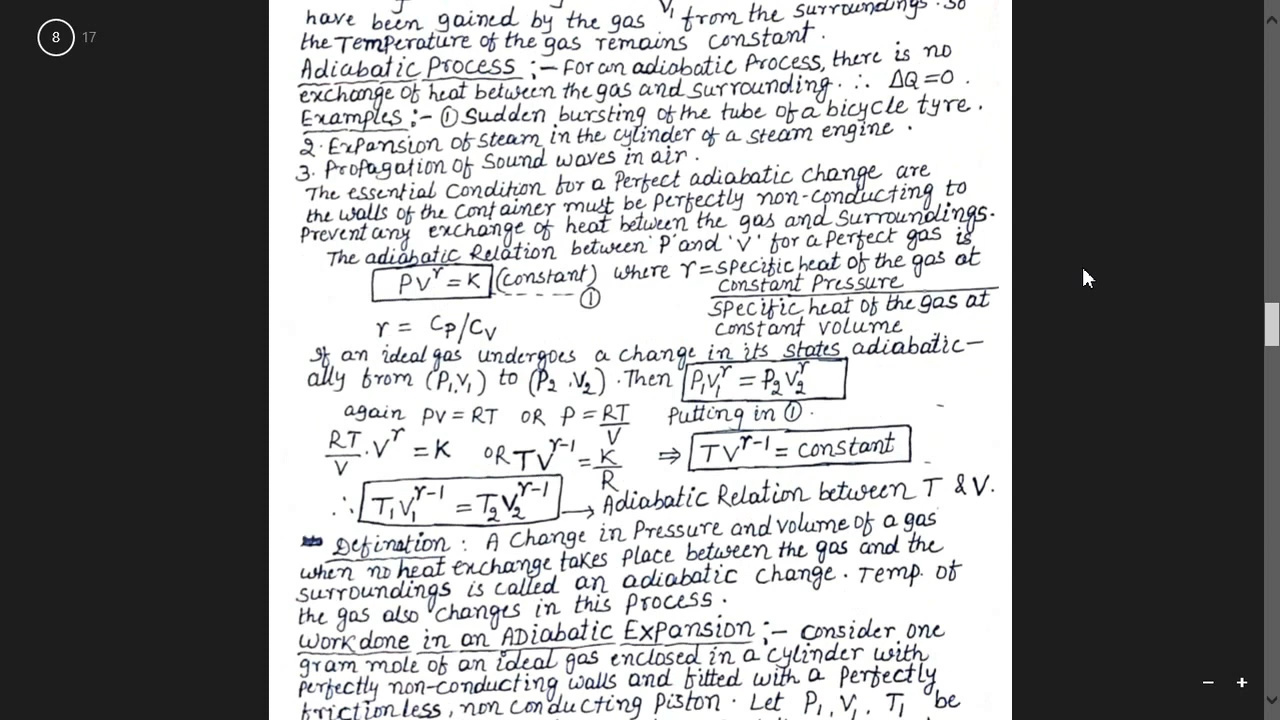 8 17
have been gained by the gas from the surroundings. So
the Temperature of the gas remains constant.
Adiabatic Process :- For an adiabatic Process, there is no
exchange of heat between the gas and surrounding. ∴ ΔQ=0.
Examples :- ① Sudden bursting of the tube of a bicycle tyre.
2. Expansion of steam in the cylinder of a steam engine.
3. Propagation of Sound waves in air.
The essential Condition for a Perfect adiabatic change are
the walls of the container must be perfectly non-conducting to
Prevent any exchange of heat between the gas and surroundings.
The adiabatic Relation between 'P' and 'V' for a perfect gas is
PV^r = K (constant) where r = specific heat of the gas at
constant Pressure
---- ①
specific heat of the gas at
constant volume
r = Cp/Cv
If an ideal gas undergoes a change in its states adiabatic-
ally from (P₁,V₁) to (P₂,V₂). Then P₁V₁^r = P₂V₂^r
again PV = RT OR P = RT/V Putting in ①.
RT/V . V^r = K OR TV^r-1 = K/R ⇒ TV^r-1 = constant
∴ T₁V₁^r-1 = T₂V₂^r-1 → Adiabatic Relation between T & V.
Defination : A Change in Pressure and volume of a gas
when no heat exchange takes place between the gas and the
surroundings is called an adiabatic change. Temp. of
the gas also changes in this Process.
Work done in an ADiabatic Expansion :- consider one
gram mole of an ideal gas enclosed in a cylinder with
perfectly non-conducting walls and fitted with a perfectly
frictionless, non conducting Piston. Let P₁, V₁, T₁ be